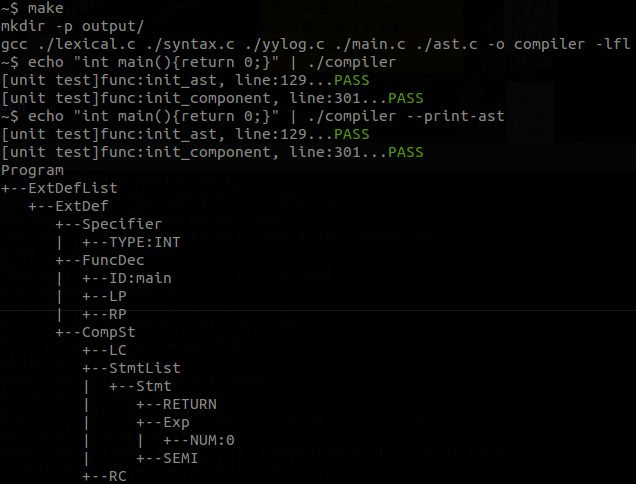 ~$ make
mkdir -p output/
gcc ./lexical.c ./syntax.c ./yylog.c ./main.c ./ast.c -o compiler -lfl
~$ echo "int main(){return 0;}" | ./compiler
[unit test]func:init_ast, line:129...PASS
[unit test]func:init_component, line:301...PASS
~$ echo "int main(){return 0;}" | ./compiler --print-ast
[unit test]func:init_ast, line:129...PASS
[unit test]func:init_component, line:301...PASS
Program
+--ExtDefList
   +--ExtDef
      +--Specifier
      |  +--TYPE:INT
      +--FuncDec
      |  +--ID:main
      |  +--LP
      |  +--RP
      +--CompSt
         +--LC
         +--StmtList
         |  +--Stmt
         |     +--RETURN
         |     +--Exp
         |     |  +--NUM:0
         |     +--SEMI
         +--RC